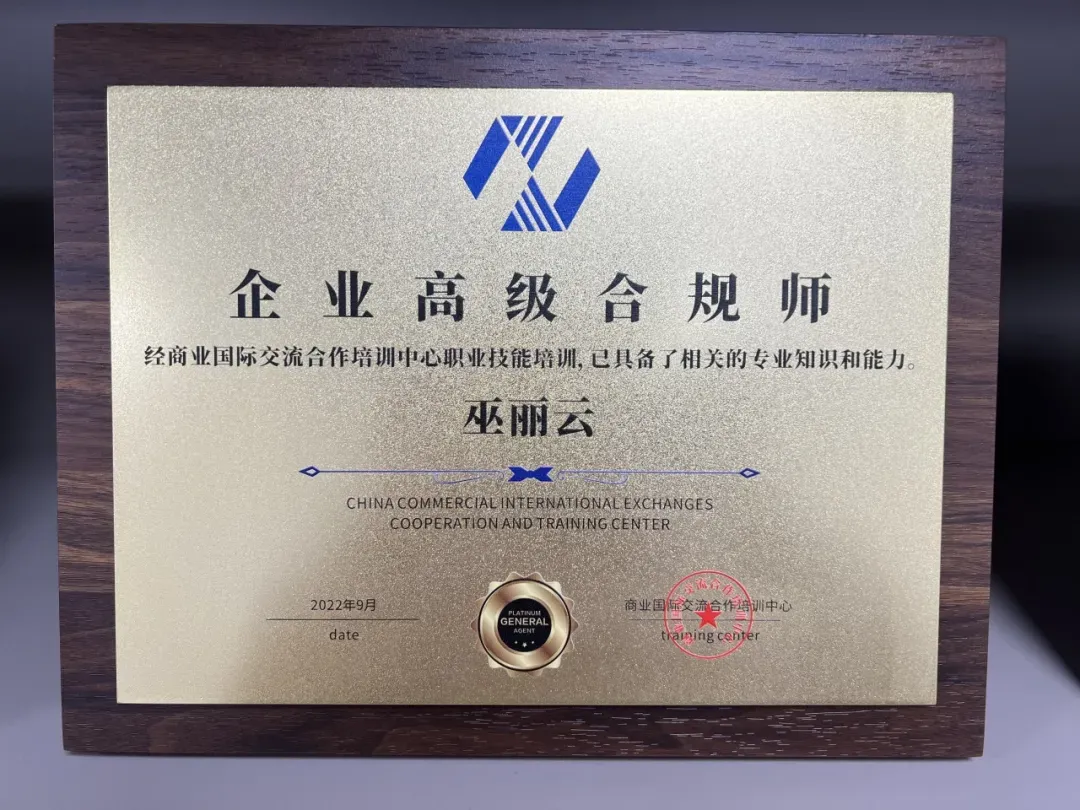 企业高级合规师
经商业国际交流合作培训中心职业技能培训,已具备了相关的专业知识和能力。
巫丽云
CHINA COMMERCIAL INTERNATIONAL EXCHANGES
COOPERATION AND TRAINING CENTER
2022年9月
date
PLATINUM
GENERAL
AGENT
商业国际交流合作培训中心
training center